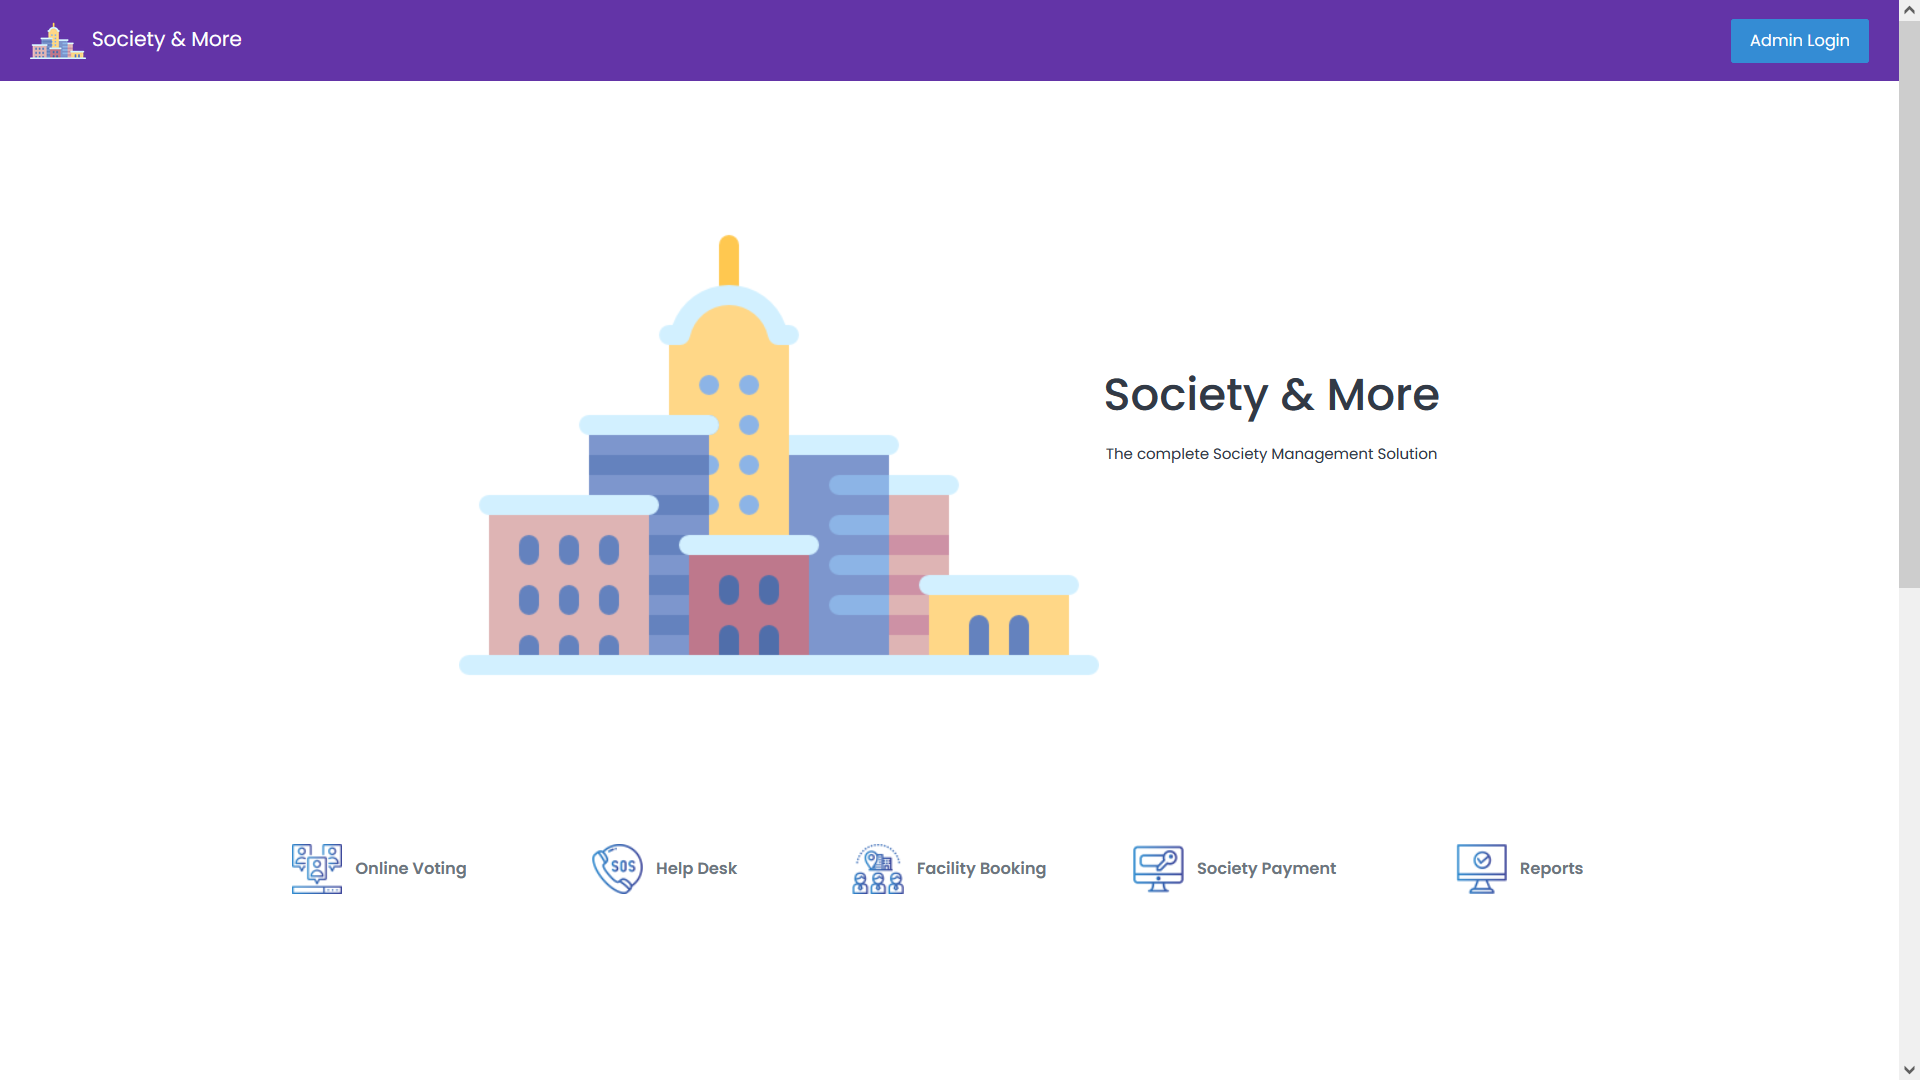 Society & More
Admin Login
Society & More
The complete Society Management Solution
Online Voting
SOS
Help Desk
Facility Booking
Society Payment
Reports